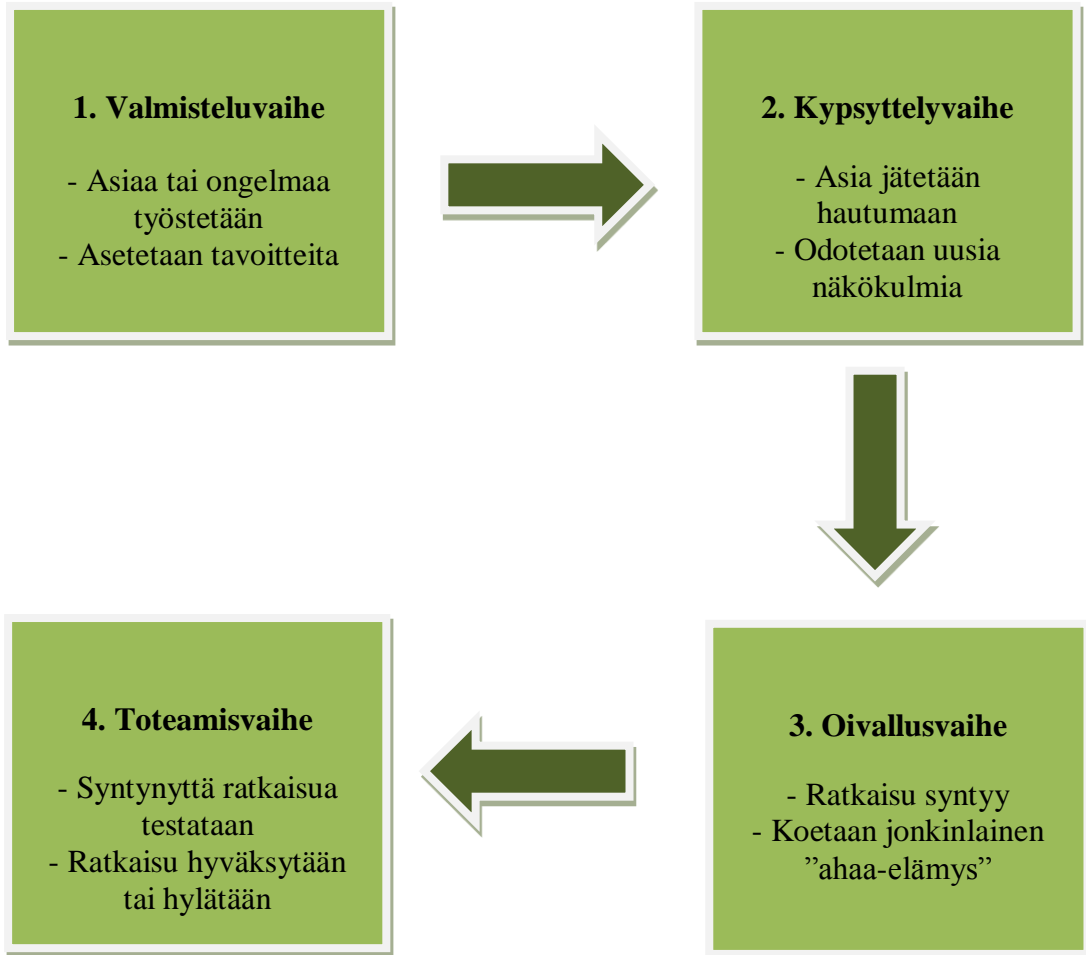 1. Valmisteluvaihe
- Asiaa tai ongelmaa
työstetään
- Asetetaan tavoitteita
2. Kypsyttelyvaihe
- Asia jätetään
hautumaan
- Odotetaan uusia
näkökulmia
3. Oivallusvaihe
- Ratkaisu syntyy
- Koetaan jonkinlainen
”ahaa-elämys”
4. Toteamisvaihe
- Syntynyttä ratkaisua
testataan
- Ratkaisu hyväksytään
tai hylätään